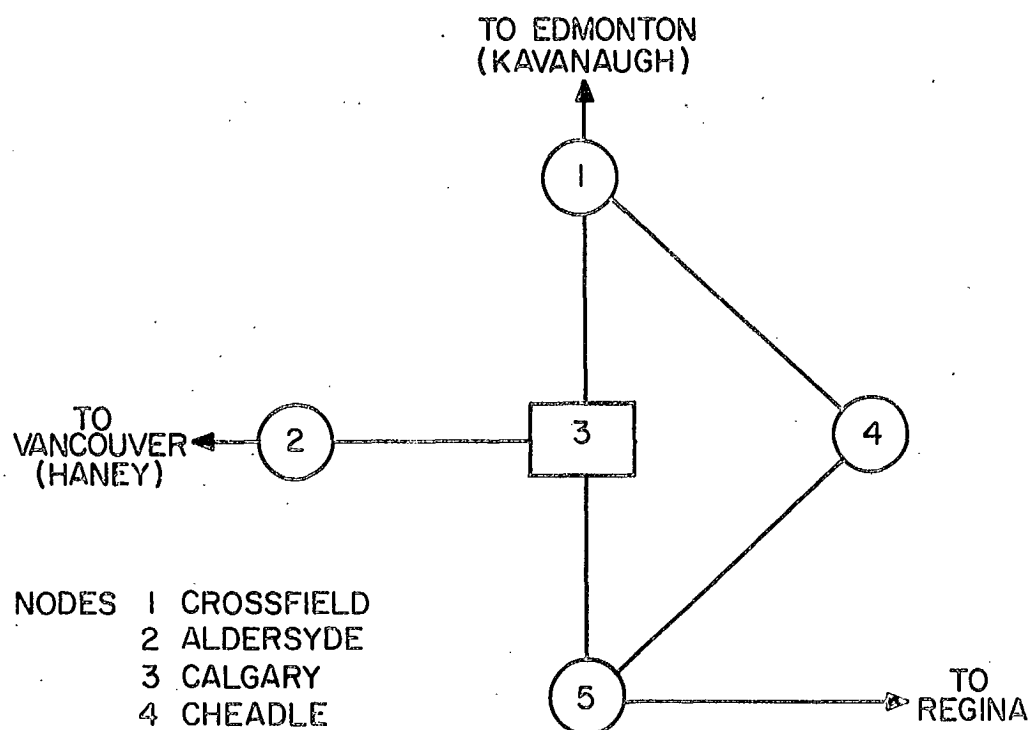 TO EDMONTON
(KAVANAUGH)
1
TO
VANCOUVER
(HANEY)
2
3
4
NODES 1 CROSSFIELD
2 ALDERSYDE
3 CALGARY
4 CHEADLE
5
TO
REGINA